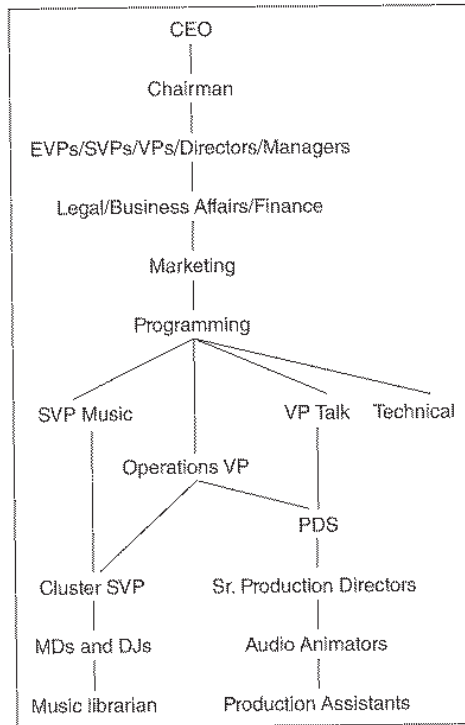 CEO
Chairman
EVPs/SVPs/VPs/Directors/Managers
Legal/Business Affairs/Finance
Marketing
Programming
SVP Music
VP Talk
Technical
Operations VP
PDS
Cluster SVP
Sr. Production Directors
MDs and DJs
Audio Animators
Music librarian
Production Assistants